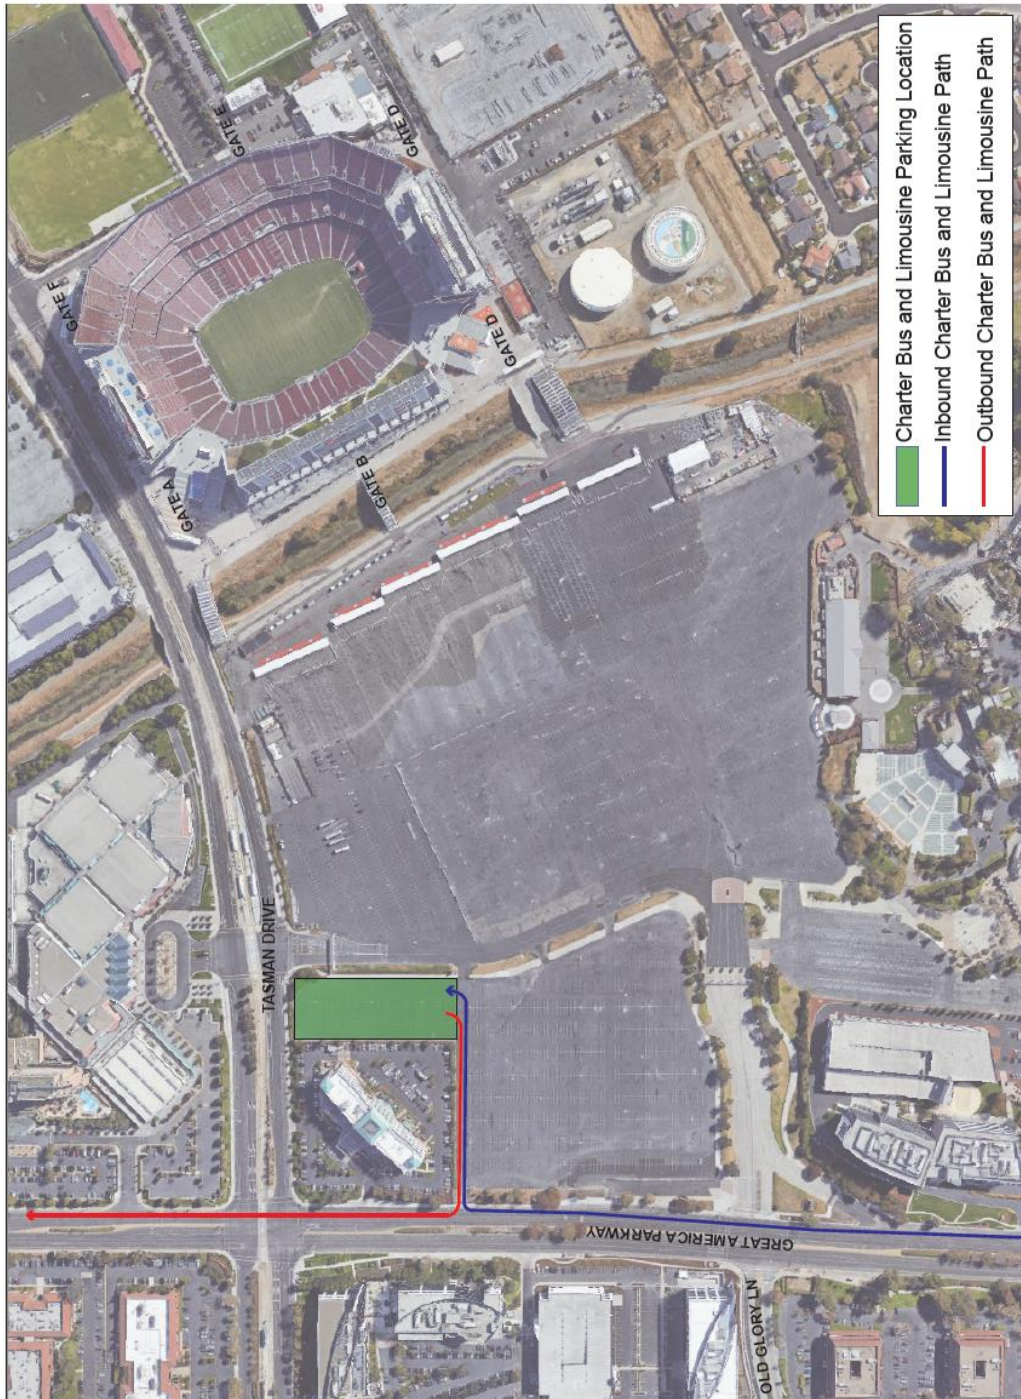 Charter Bus and Limousine Parking Location
Inbound Charter Bus and Limousine Path
Outbound Charter Bus and Limousine Path
GATE F
GATE E
GATE D
GATE A
GATE B
GATE D
TASMAN DRIVE
GREAT AMERICA PARKWAY
OLD GLORY LN